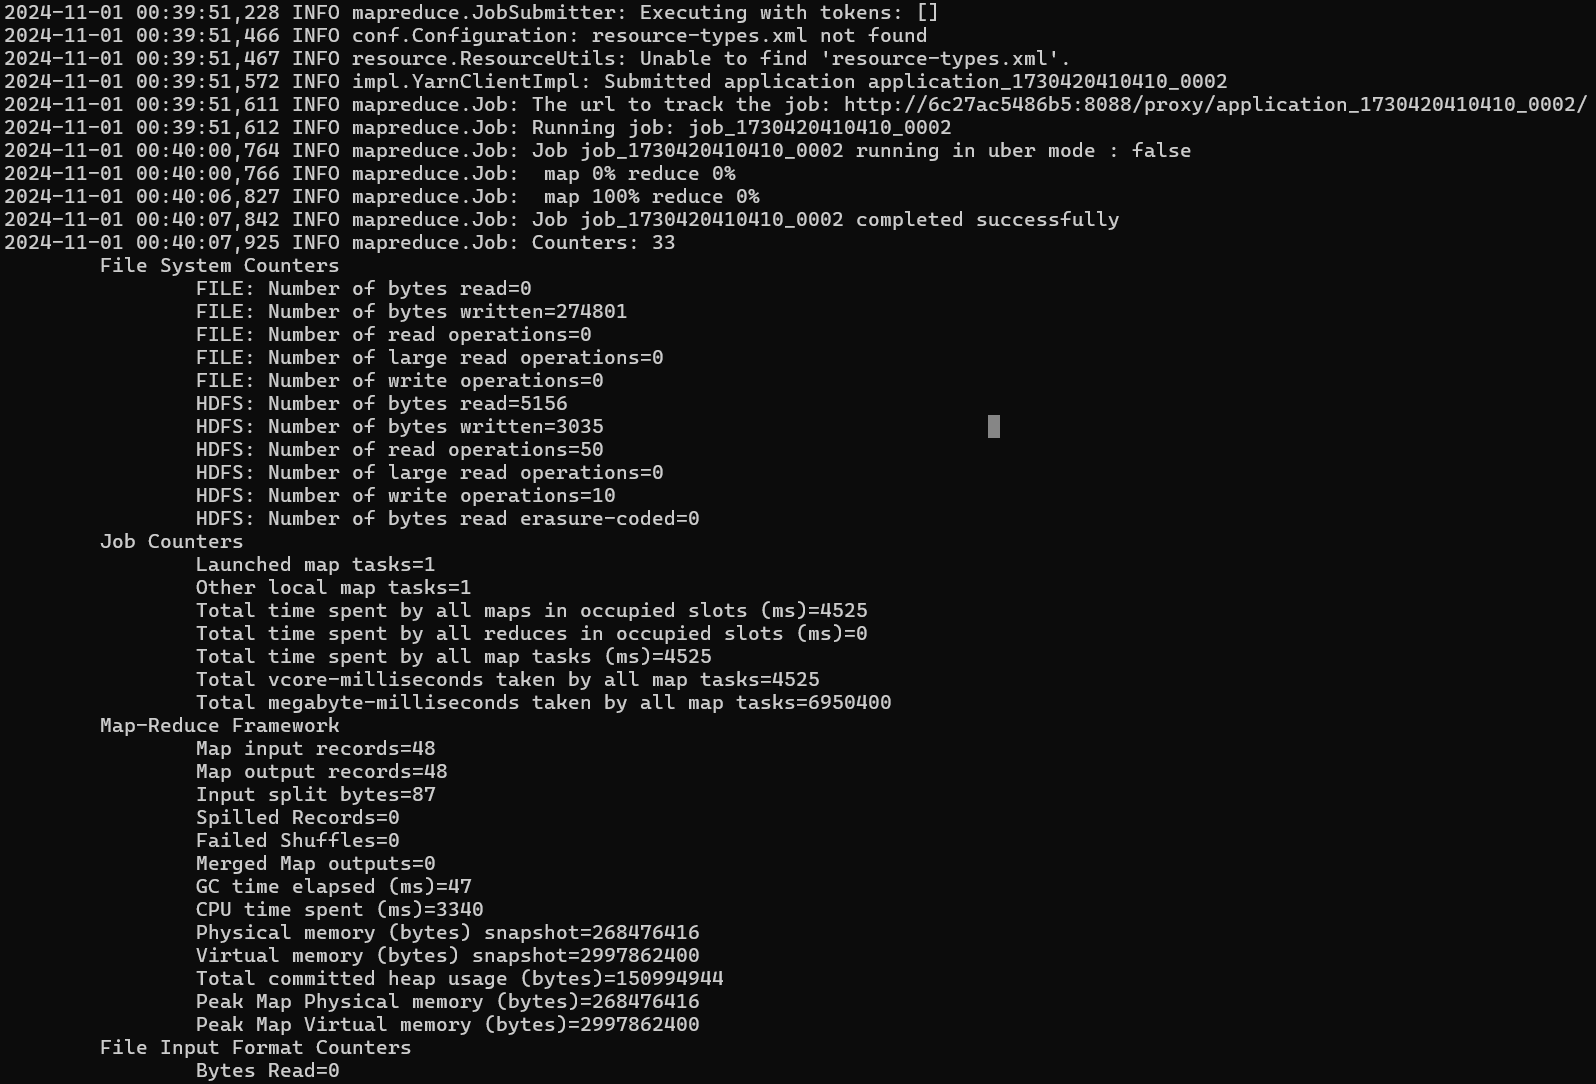 2024-11-01 00:39:51,228 INFO mapreduce.JobSubmitter: Executing with tokens: []
2024-11-01 00:39:51,466 INFO conf.Configuration: resource-types.xml not found
2024-11-01 00:39:51,467 INFO resource.ResourceUtils: Unable to find 'resource-types.xml'.
2024-11-01 00:39:51,572 INFO impl.YarnClientImpl: Submitted application application_1730420410410_0002
2024-11-01 00:39:51,611 INFO mapreduce.Job: The url to track the job: http://6c27ac5486b5:8088/proxy/application_1730420410410_0002/
2024-11-01 00:39:51,612 INFO mapreduce.Job: Running job: job_1730420410410_0002
2024-11-01 00:40:00,764 INFO mapreduce.Job: Job job_1730420410410_0002 running in uber mode : false
2024-11-01 00:40:00,766 INFO mapreduce.Job:  map 0% reduce 0%
2024-11-01 00:40:06,827 INFO mapreduce.Job:  map 100% reduce 0%
2024-11-01 00:40:07,842 INFO mapreduce.Job: Job job_1730420410410_0002 completed successfully
2024-11-01 00:40:07,925 INFO mapreduce.Job: Counters: 33
File System Counters
FILE: Number of bytes read=0
FILE: Number of bytes written=274801
FILE: Number of read operations=0
FILE: Number of large read operations=0
FILE: Number of write operations=0
HDFS: Number of bytes read=5156
HDFS: Number of bytes written=3035
HDFS: Number of read operations=50
HDFS: Number of large read operations=0
HDFS: Number of write operations=10
HDFS: Number of bytes read erasure-coded=0
Job Counters
Launched map tasks=1
Other local map tasks=1
Total time spent by all maps in occupied slots (ms)=4525
Total time spent by all reduces in occupied slots (ms)=0
Total time spent by all map tasks (ms)=4525
Total vcore-milliseconds taken by all map tasks=4525
Total megabyte-milliseconds taken by all map tasks=6950400
Map-Reduce Framework
Map input records=48
Map output records=48
Input split bytes=87
Spilled Records=0
Failed Shuffles=0
Merged Map outputs=0
GC time elapsed (ms)=47
CPU time spent (ms)=3340
Physical memory (bytes) snapshot=268476416
Virtual memory (bytes) snapshot=2997862400
Total committed heap usage (bytes)=150994944
Peak Map Physical memory (bytes)=268476416
Peak Map Virtual memory (bytes)=2997862400
File Input Format Counters
Bytes Read=0